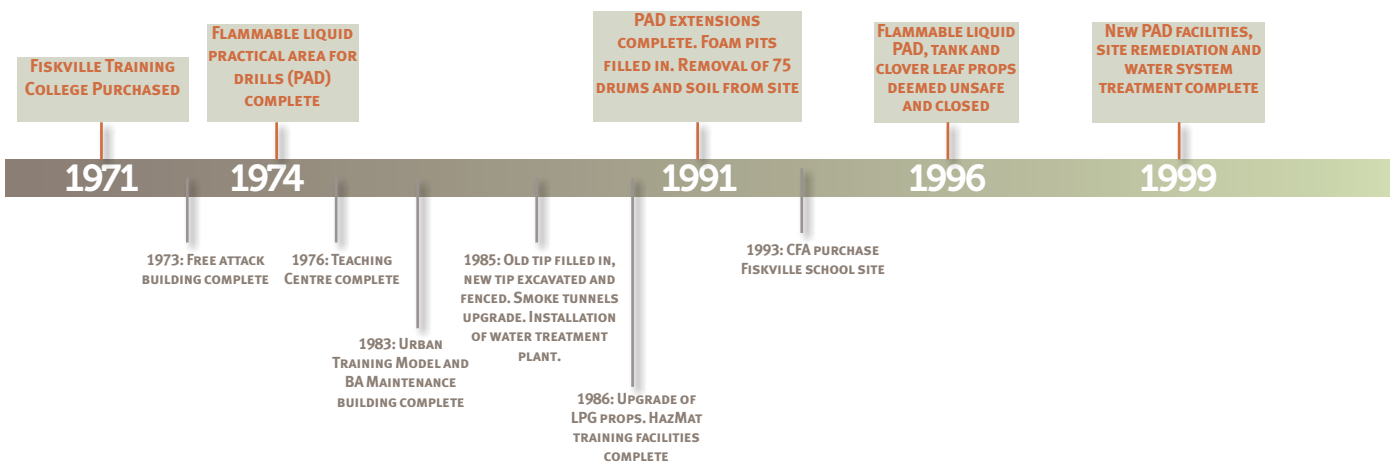 Fiskville Training
College Purchased
Flammable liquid
practical area for
drills (PAD)
complete
PAD extensions
complete. Foam pits
filled in. Removal of 75
drums and soil from site
Flammable liquid
PAD, tank and
clover leaf props
deemed unsafe
and closed
New PAD facilities,
site remediation and
water system
treatment complete
1971
1974
1991
1996
1999
1973: Free attack
building complete
1976: Teaching
Centre complete
1983: Urban
Training Model and
BA Maintenance
building complete
1985: Old tip filled in,
new tip excavated and
fenced. Smoke tunnels
upgrade. Installation
of water treatment
plant.
1986: Upgrade of
LPG props. HazMat
training facilities
complete
1993: CFA purchase
Fiskville school site